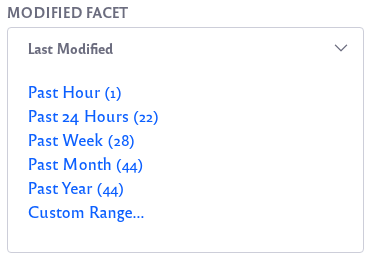 MODIFIED FACET
Last Modified
Past Hour (1)
Past 24 Hours (22)
Past Week (28)
Past Month (44)
Past Year (44)
Custom Range...